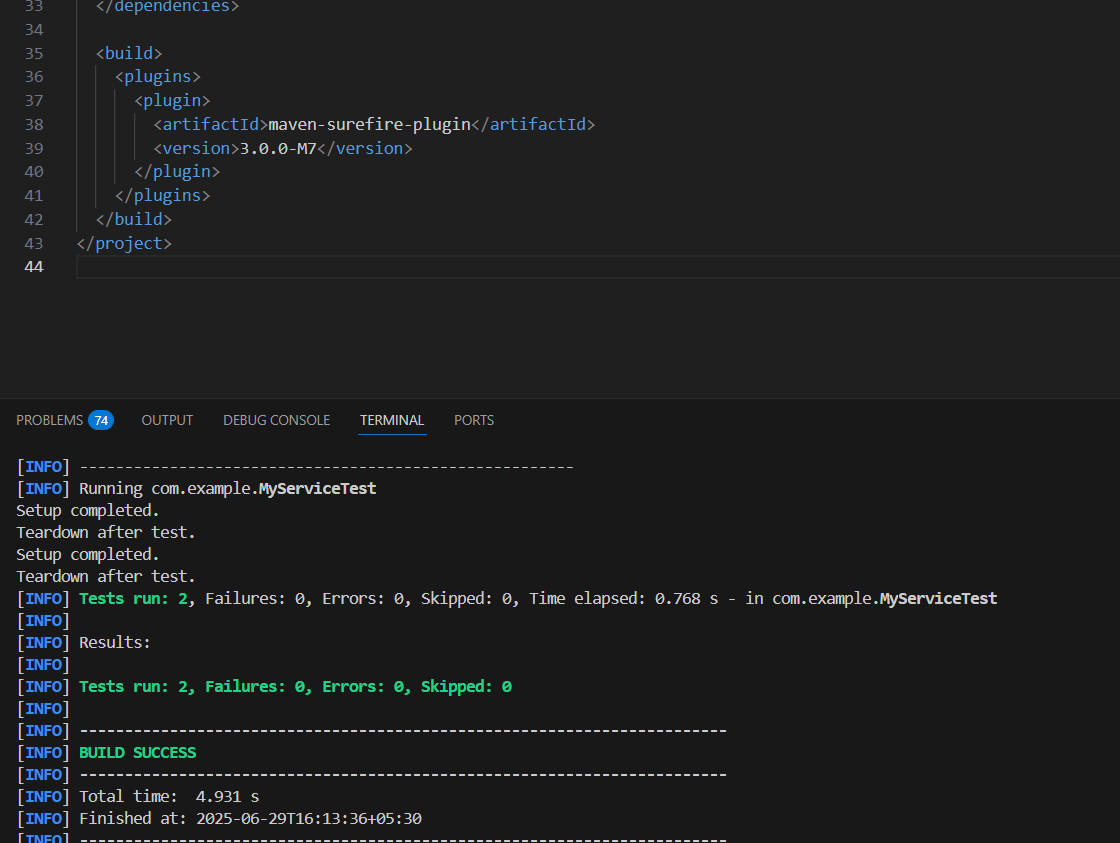 33 </dependencies>
34
35 <build>
36 <plugins>
37 <plugin>
38 <artifactId>maven-surefire-plugin</artifactId>
39 <version>3.0.0-M7</version>
40 </plugin>
41 </plugins>
42 </build>
43 </project>
44
PROBLEMS 74 OUTPUT DEBUG CONSOLE TERMINAL PORTS
[INFO] -------------------------------------------------------
[INFO] Running com.example.MyServiceTest
Setup completed.
Teardown after test.
Setup completed.
Teardown after test.
[INFO] Tests run: 2, Failures: 0, Errors: 0, Skipped: 0, Time elapsed: 0.768 s - in com.example.MyServiceTest
[INFO]
[INFO] Results:
[INFO]
[INFO] Tests run: 2, Failures: 0, Errors: 0, Skipped: 0
[INFO]
[INFO] ------------------------------------------------------------------------
[INFO] BUILD SUCCESS
[INFO] ------------------------------------------------------------------------
[INFO] Total time:  4.931 s
[INFO] Finished at: 2025-06-29T16:13:36+05:30
[INFO] ------------------------------------------------------------------------